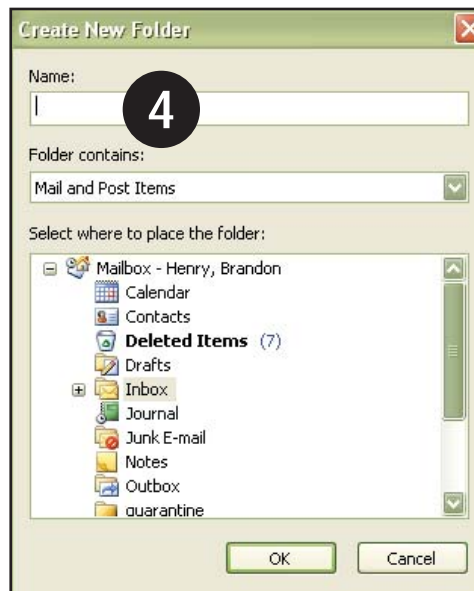 Create New Folder
Name:
4
Folder contains:
Mail and Post Items
Select where to place the folder:
Mailbox - Henry, Brandon
Calendar
Contacts
Deleted Items (7)
Drafts
Inbox
Journal
Junk E-mail
Notes
Outbox
quarantine
OK Cancel